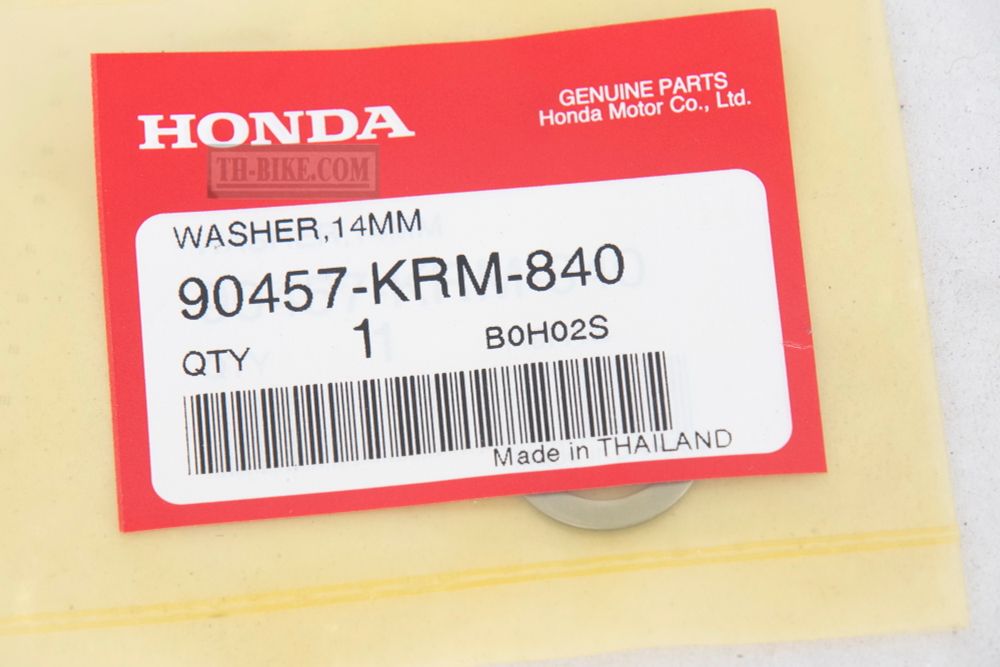 HONDA
GENUINE PARTS
Honda Motor Co., Ltd.
TH-BIKE.COM
WASHER,14MM
90457-KRM-840
QTY 1 B0H02S
Made in THAILAND